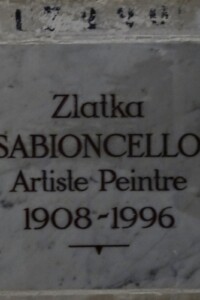 Zlatka
SABIONCELLO
Artiste Peintre
1908~1996